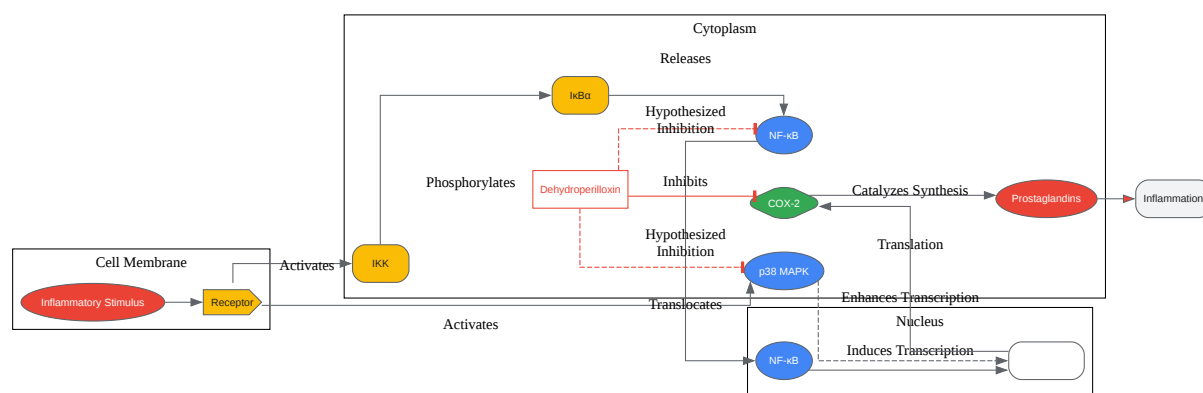 Cytoplasm
Releases
IκBα
Hypothesized
Inhibition
NF-κB
Phosphorylates
Dehydroperilloxin
Inhibits
COX-2
Catalyzes Synthesis
Prostaglandins
Inflammation
Hypothesized
Inhibition
Translation
Cell Membrane
Activates
IKK
p38 MAPK
Inflammatory Stimulus
Receptor
Translocates
Enhances Transcription
Activates
Nucleus
NF-κB
Induces Transcription